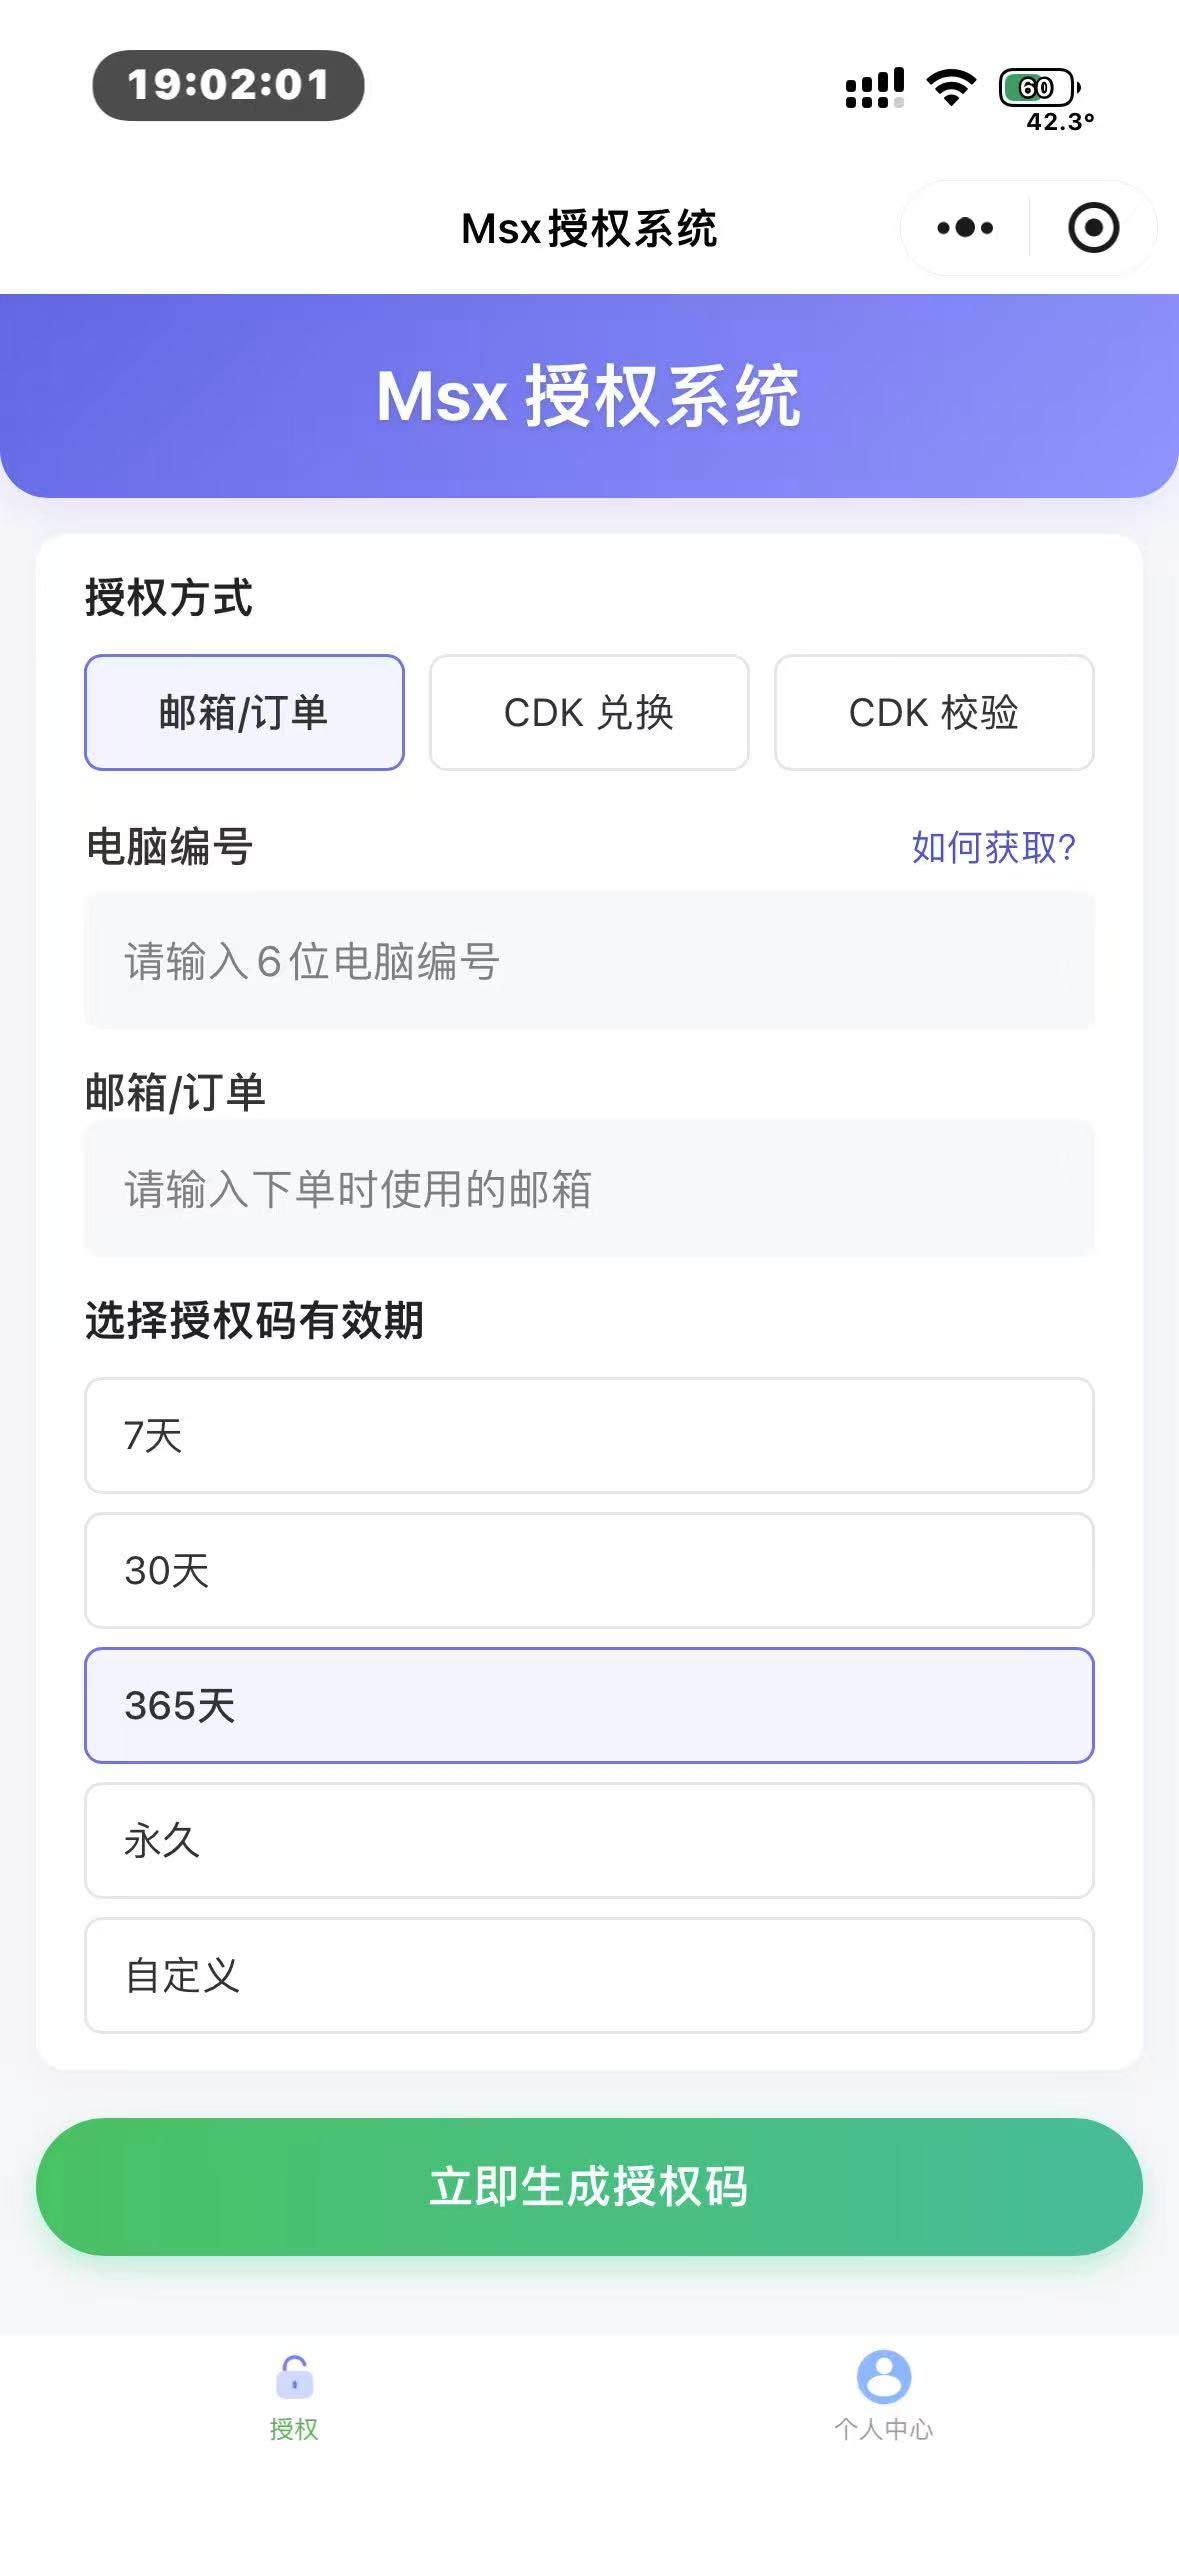 19:02:01
60
42.3°
Msx授权系统
Msx 授权系统
授权方式
邮箱/订单
CDK 兑换
CDK 校验
电脑编号
如何获取?
请输入6位电脑编号
邮箱/订单
请输入下单时使用的邮箱
选择授权码有效期
7天
30天
365天
永久
自定义
立即生成授权码
授权
个人中心